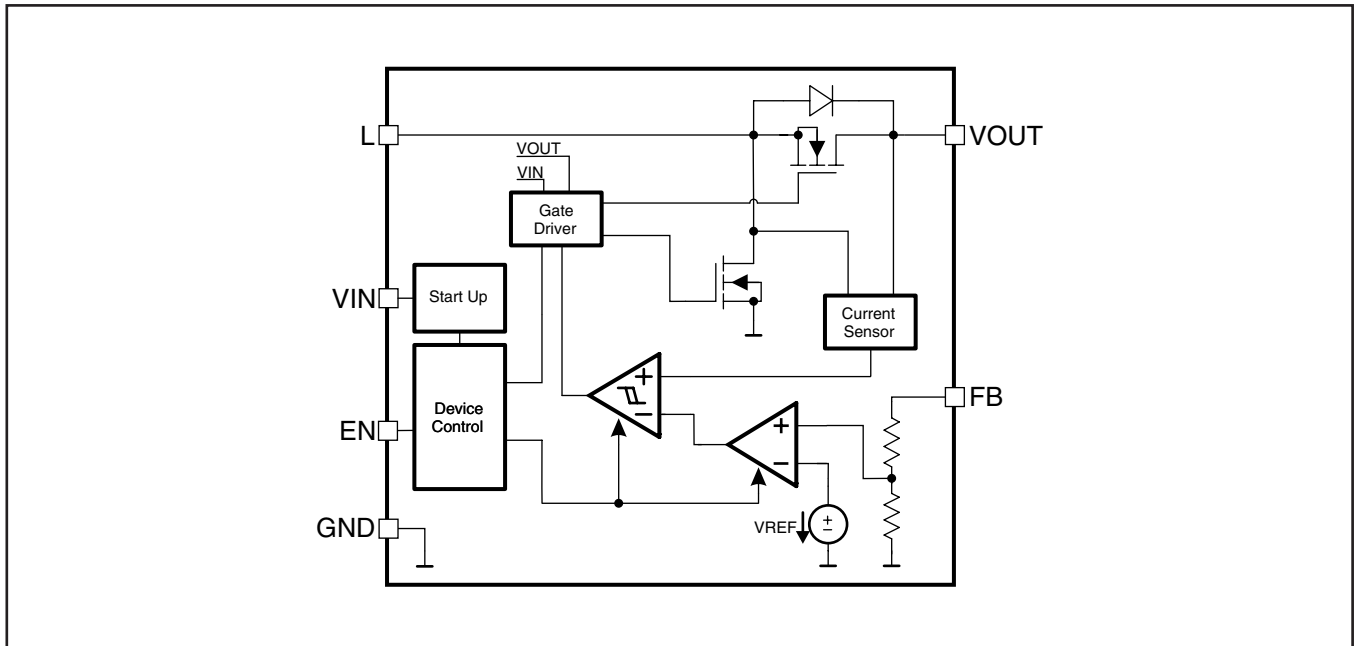 L
VOUT
VOUT
VIN
Gate
Driver
VIN
Start Up
Current
Sensor
FB
EN
Device
Control
+
−
+
−
GND
VREF
+
−